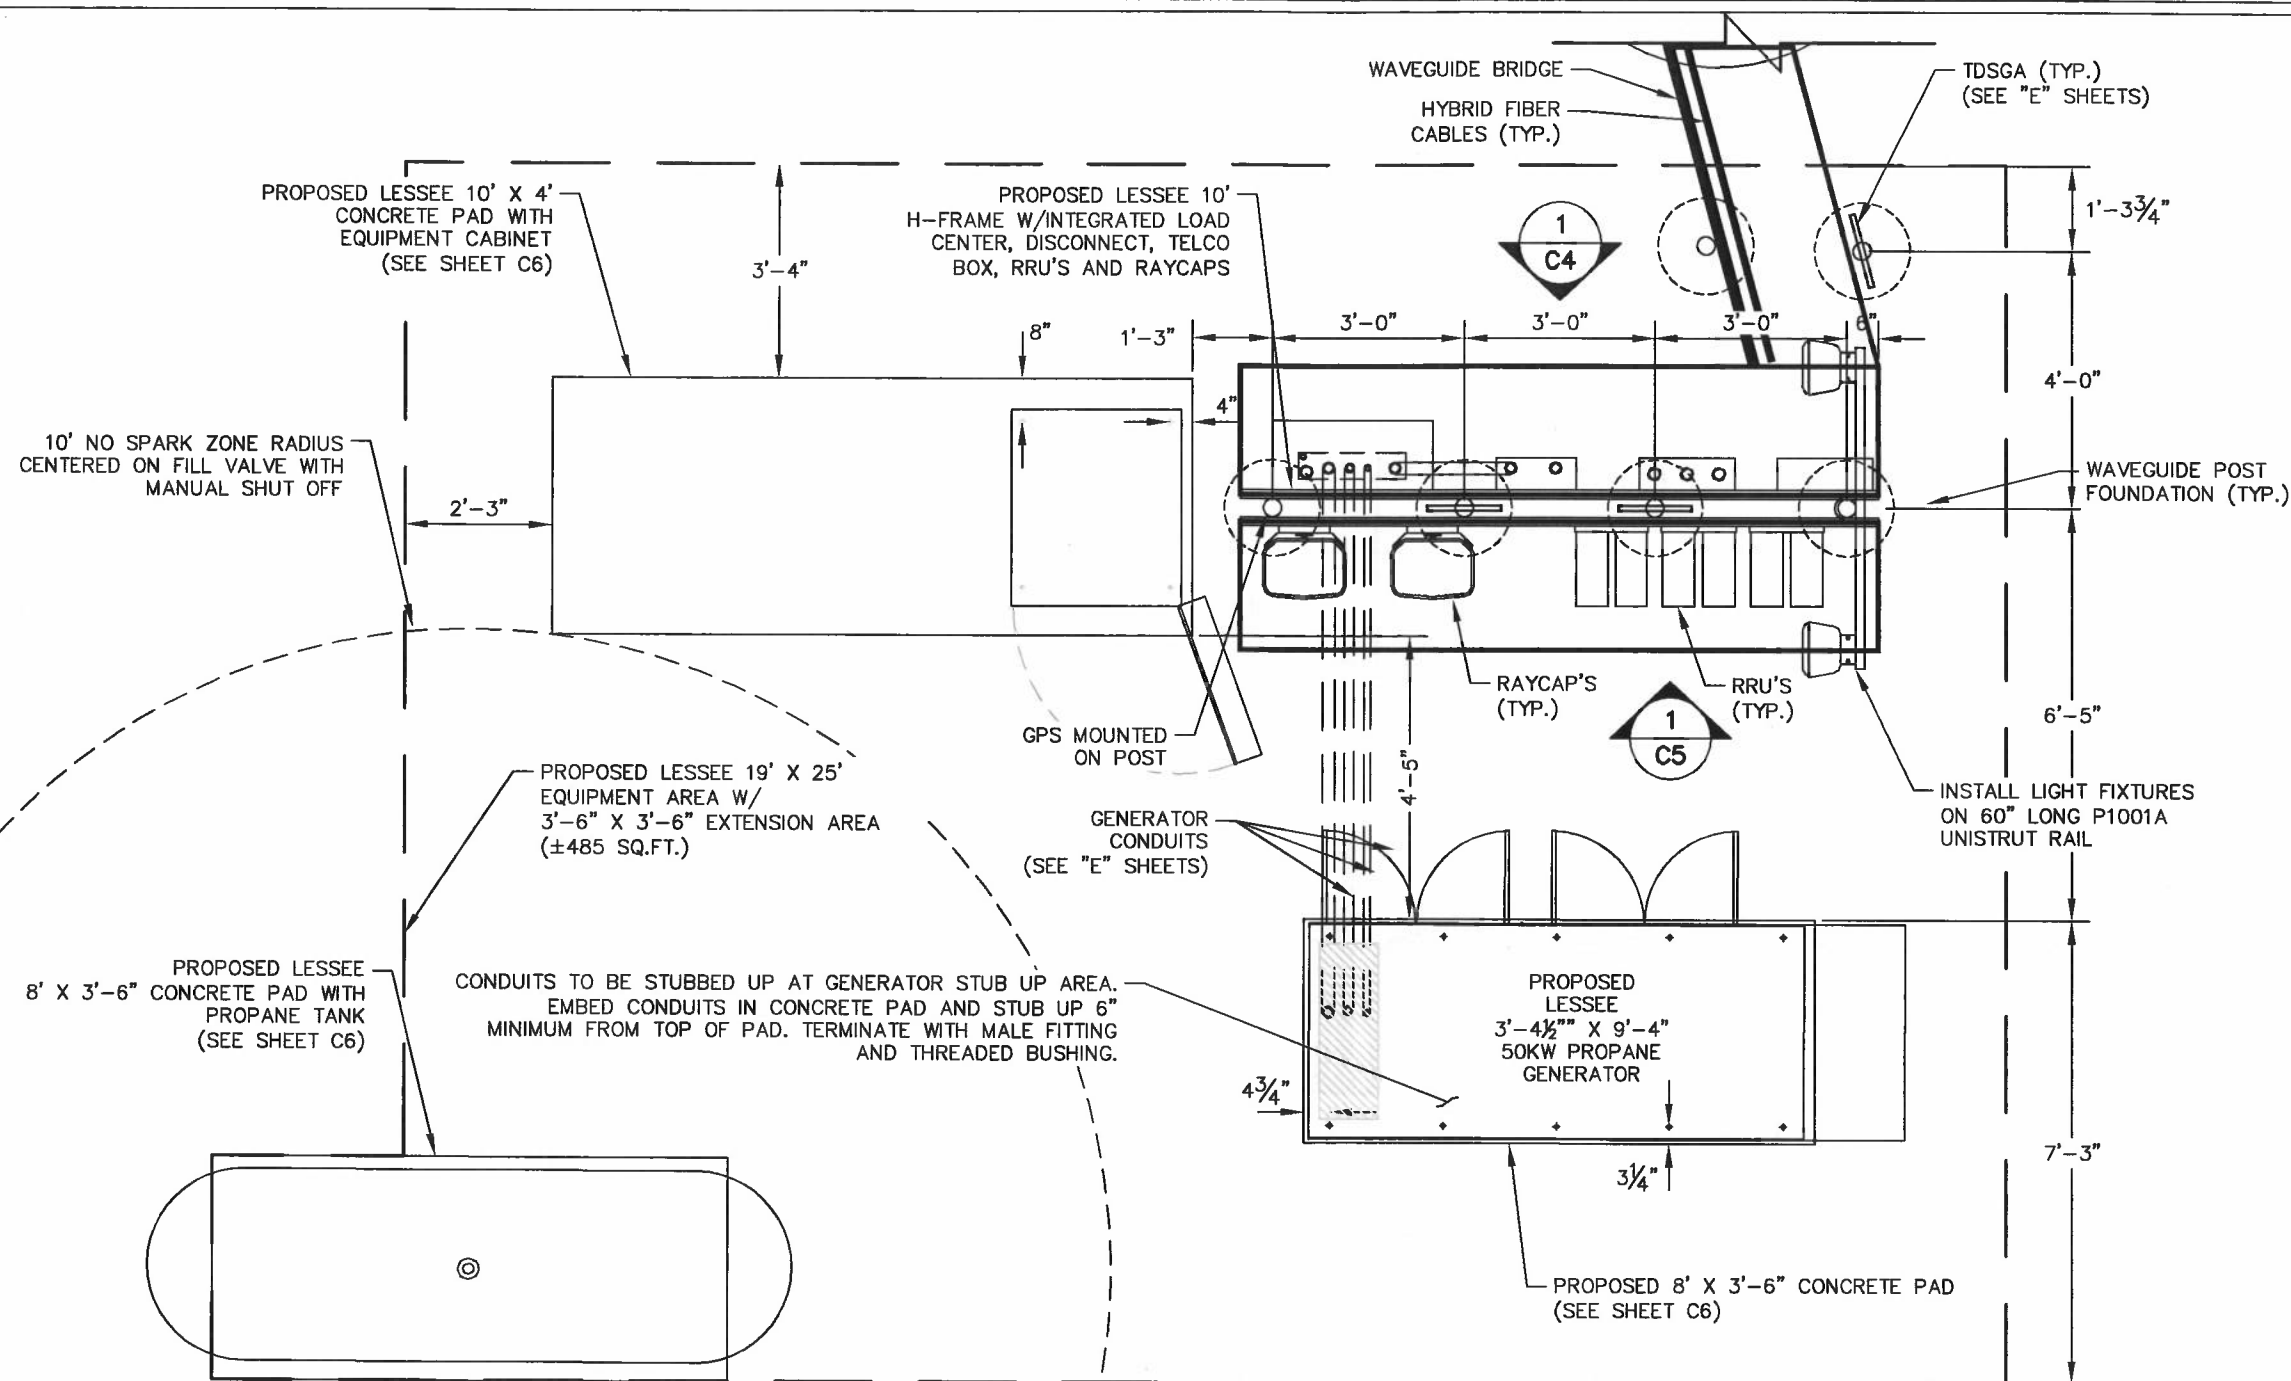 WAVEGUIDE BRIDGE
HYBRID FIBER
CABLES (TYP.)
TDSGA (TYP.)
(SEE "E" SHEETS)
PROPOSED LESSEE 10' X 4'
CONCRETE PAD WITH
EQUIPMENT CABINET
(SEE SHEET C6)
3'-4"
PROPOSED LESSEE 10'
H-FRAME W/INTEGRATED LOAD
CENTER, DISCONNECT, TELCO
BOX, RRU'S AND RAYCAPS
1
C4
1'-3¾"
8"
1'-3"
3'-0"
3'-0"
3'-0"
6"
4'-0"
4"
10' NO SPARK ZONE RADIUS
CENTERED ON FILL VALVE WITH
MANUAL SHUT OFF
2'-3"
WAVEGUIDE POST
FOUNDATION (TYP.)
RAYCAP'S
(TYP.)
RRU'S
(TYP.)
1
C5
6'-5"
GPS MOUNTED
ON POST
4'-5"
PROPOSED LESSEE 19' X 25'
EQUIPMENT AREA W/
3'-6" X 3'-6" EXTENSION AREA
(±485 SQ.FT.)
GENERATOR
CONDUITS
(SEE "E" SHEETS)
INSTALL LIGHT FIXTURES
ON 60" LONG P1001A
UNISTRUT RAIL
PROPOSED LESSEE
8' X 3'-6" CONCRETE PAD WITH
PROPANE TANK
(SEE SHEET C6)
CONDUITS TO BE STUBBED UP AT GENERATOR STUB UP AREA.
EMBED CONDUITS IN CONCRETE PAD AND STUB UP 6"
MINIMUM FROM TOP OF PAD. TERMINATE WITH MALE FITTING
AND THREADED BUSHING.
PROPOSED
LESSEE
3'-4½"" X 9'-4"
50KW PROPANE
GENERATOR
4¾"
3¼"
7'-3"
PROPOSED 8' X 3'-6" CONCRETE PAD
(SEE SHEET C6)